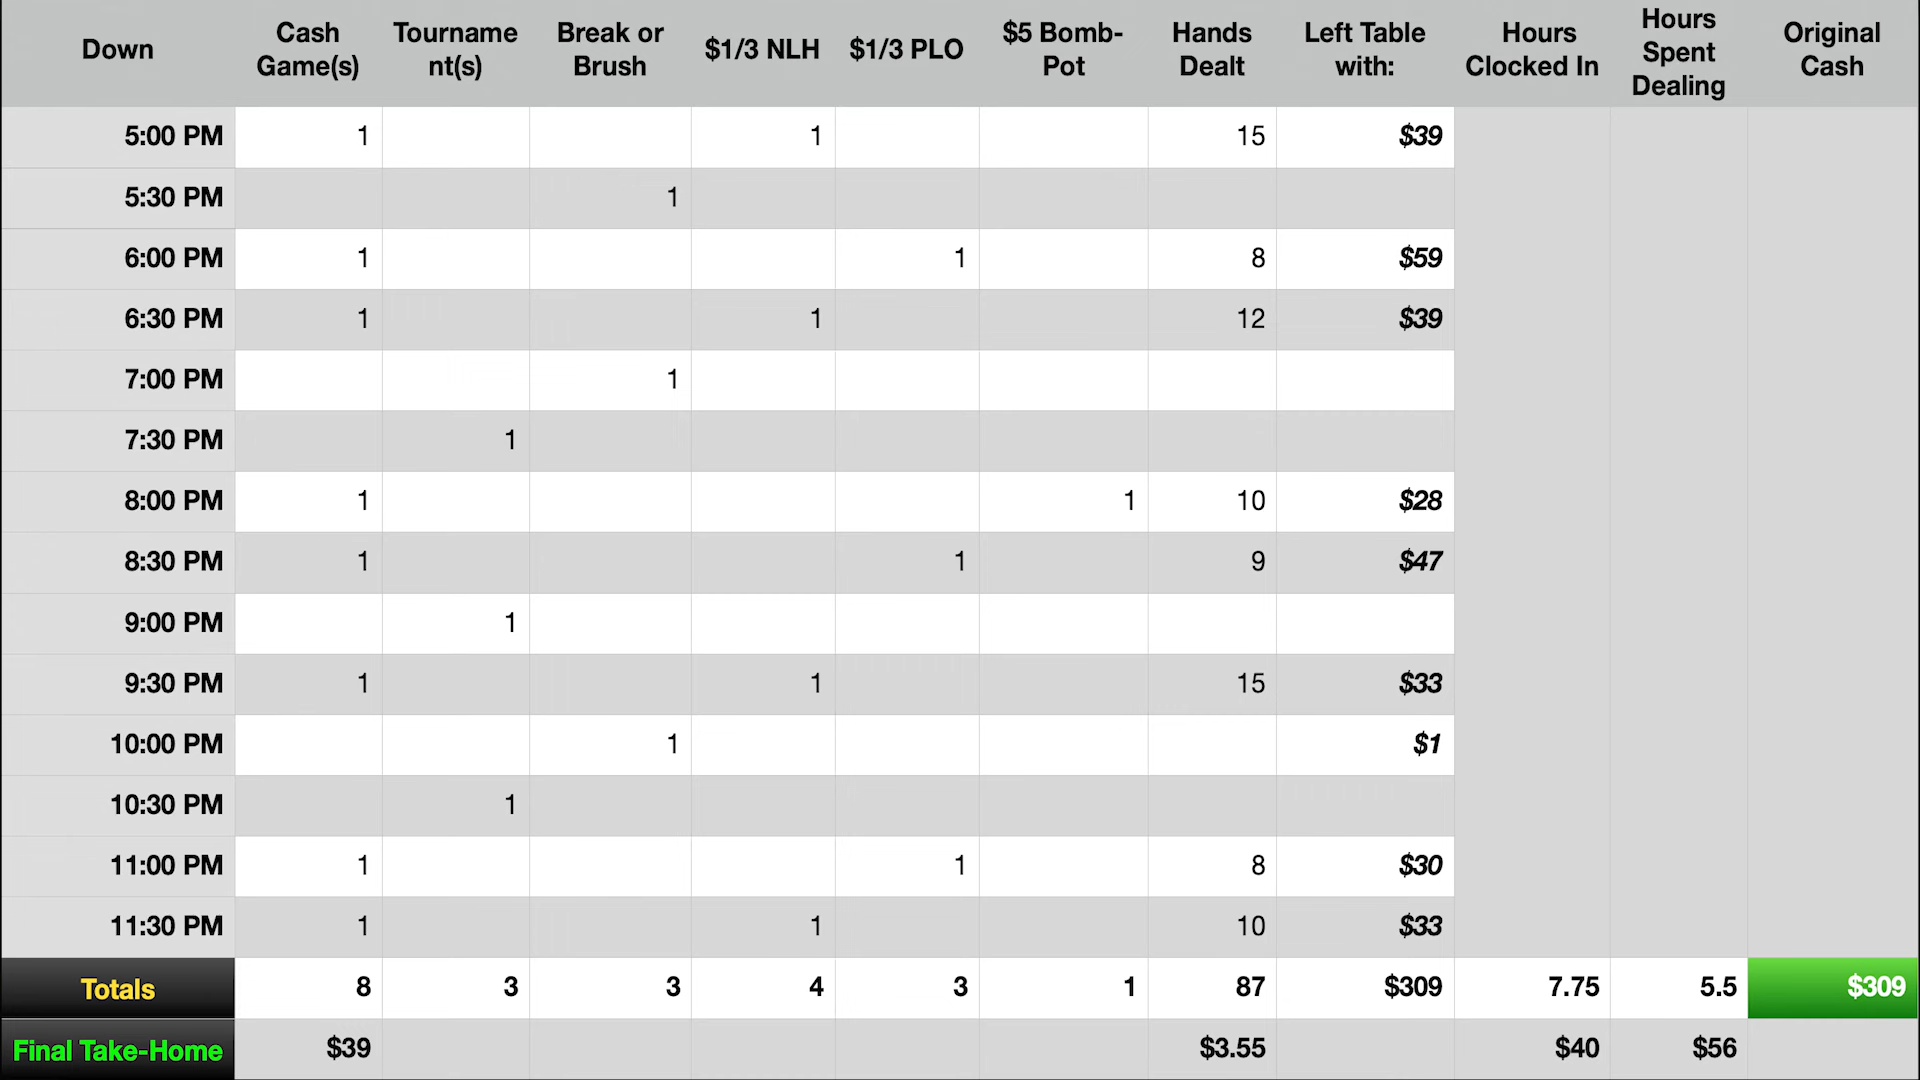 Down Cash Game(s) Tourname nt(s) Break or Brush $1/3 NLH $1/3 PLO $5 Bomb-Pot Hands Dealt Left Table with: Hours Clocked In Hours Spent Dealing Original Cash
5:00 PM 1 1 15 $39
5:30 PM 1
6:00 PM 1 1 8 $59
6:30 PM 1 1 12 $39
7:00 PM 1
7:30 PM 1
8:00 PM 1 1 10 $28
8:30 PM 1 1 9 $47
9:00 PM 1
9:30 PM 1 1 15 $33
10:00 PM 1 $1
10:30 PM 1
11:00 PM 1 1 8 $30
11:30 PM 1 1 10 $33
Totals 8 3 3 4 3 1 87 $309 7.75 5.5 $309
Final Take-Home $39 $3.55 $40 $56